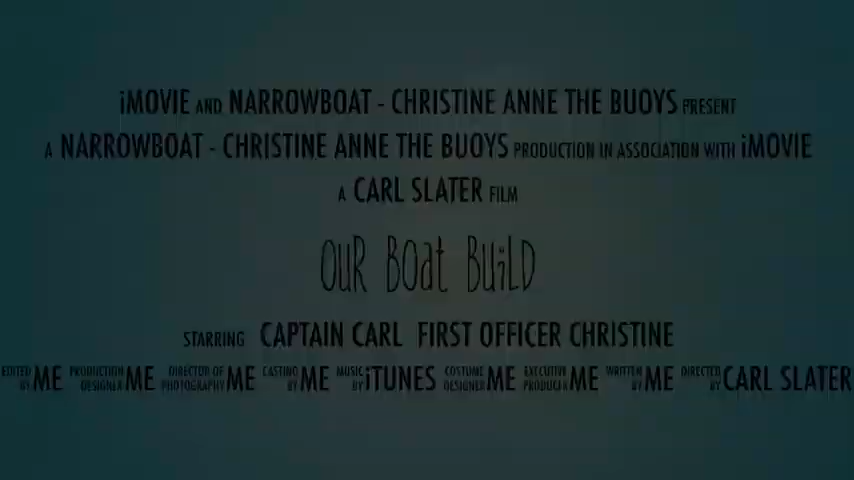 iMOVIE AND NARROWBOAT - CHRISTINE ANNE THE BUOYS PRESENT
A NARROWBOAT - CHRISTINE ANNE THE BUOYS PRODUCTION IN ASSOCIATION WITH iMOVIE
A CARL SLATER FILM
OuR BOat BuiLD
STARRING CAPTAIN CARL FIRST OFFICER CHRISTINE
EDITED BY ME PRODUCTION DESIGNER ME DIRECTOR OF PHOTOGRAPHY ME CASTING BY ME MUSIC BY iTUNES COSTUME DESIGNER ME EXECUTIVE PRODUCER ME WRITTEN BY ME DIRECTED BY CARL SLATER